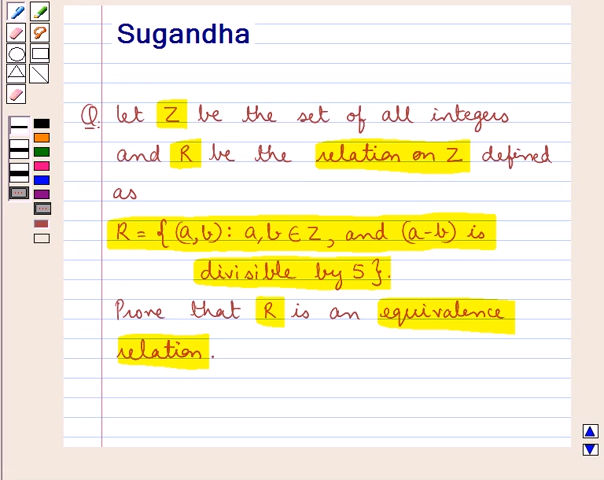 Sugandha
Q. Let Z be the set of all integers
and R be the relation on Z defined
as
R = { (a,b): a,b ∈ Z, and (a-b) is
divisible by 5 }.
Prove that R is an equivalence
relation.